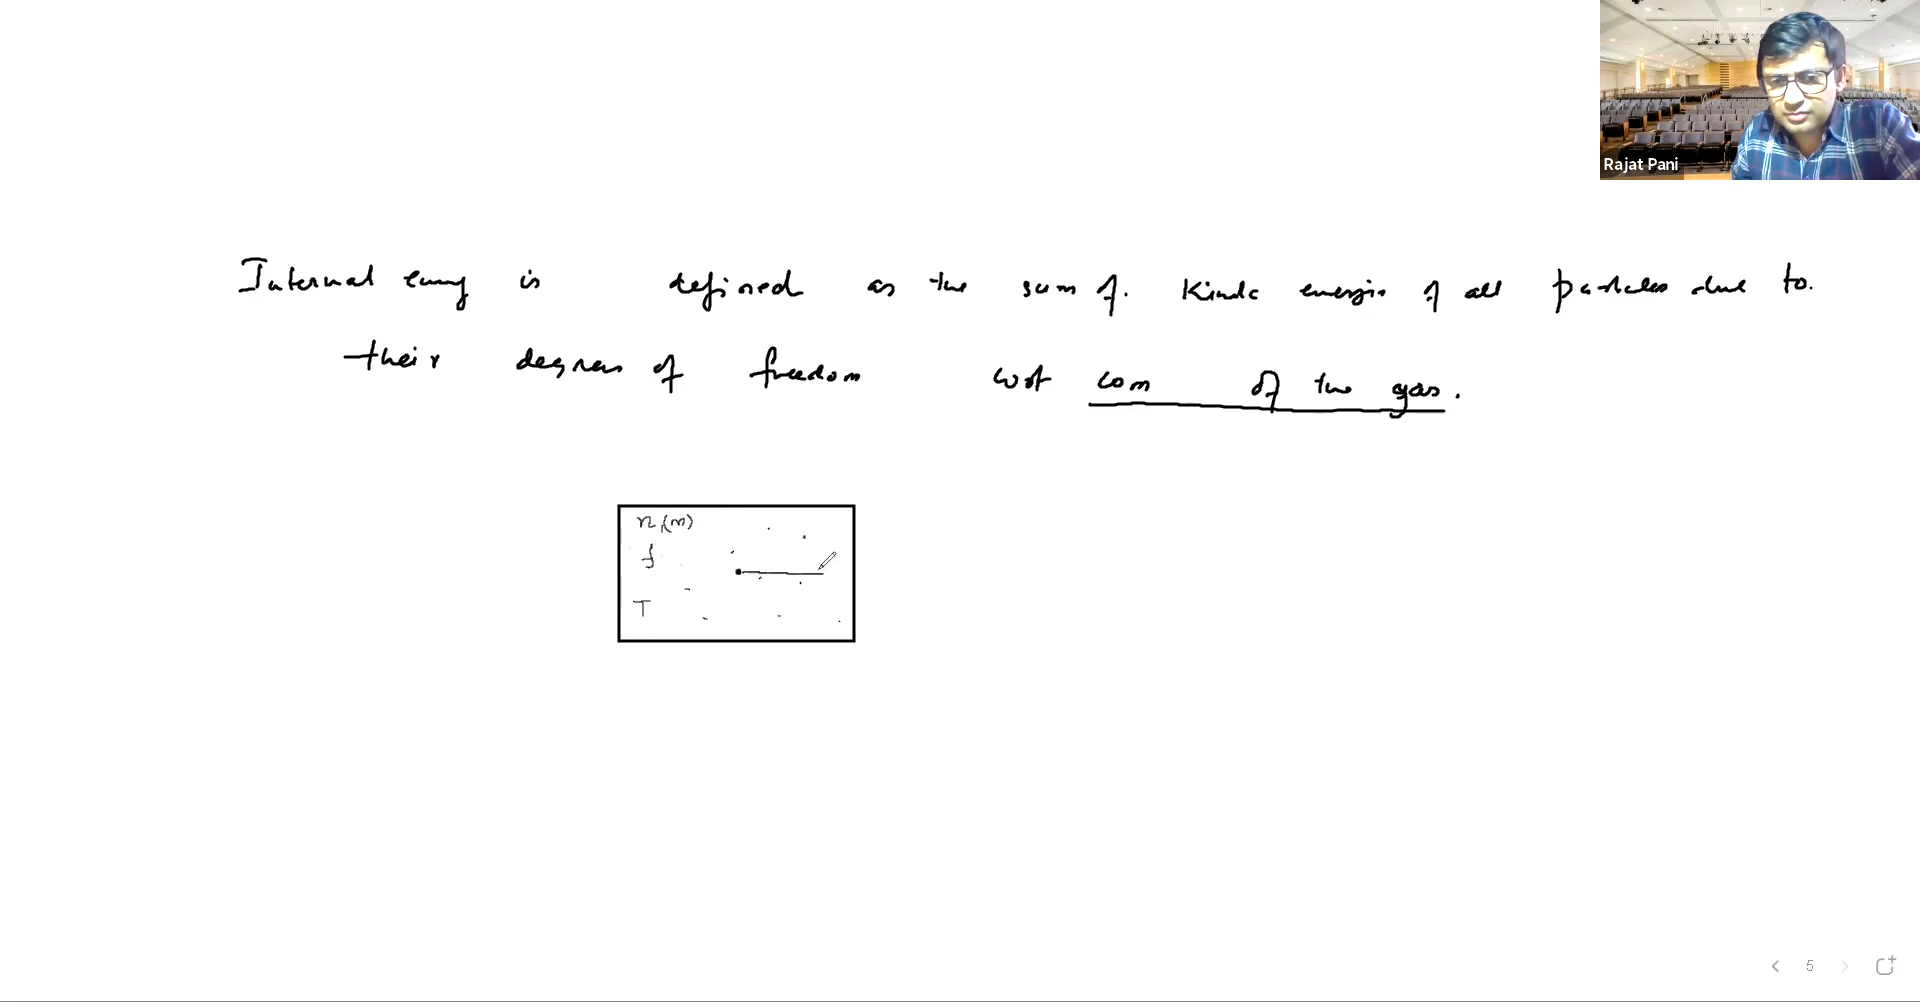 Rajat Pani
Internal energy is defined as the sum of. Kinetic energies of all particles due to.
their degrees of freedom wrt com of the gas.
n, (m)
f
T
5